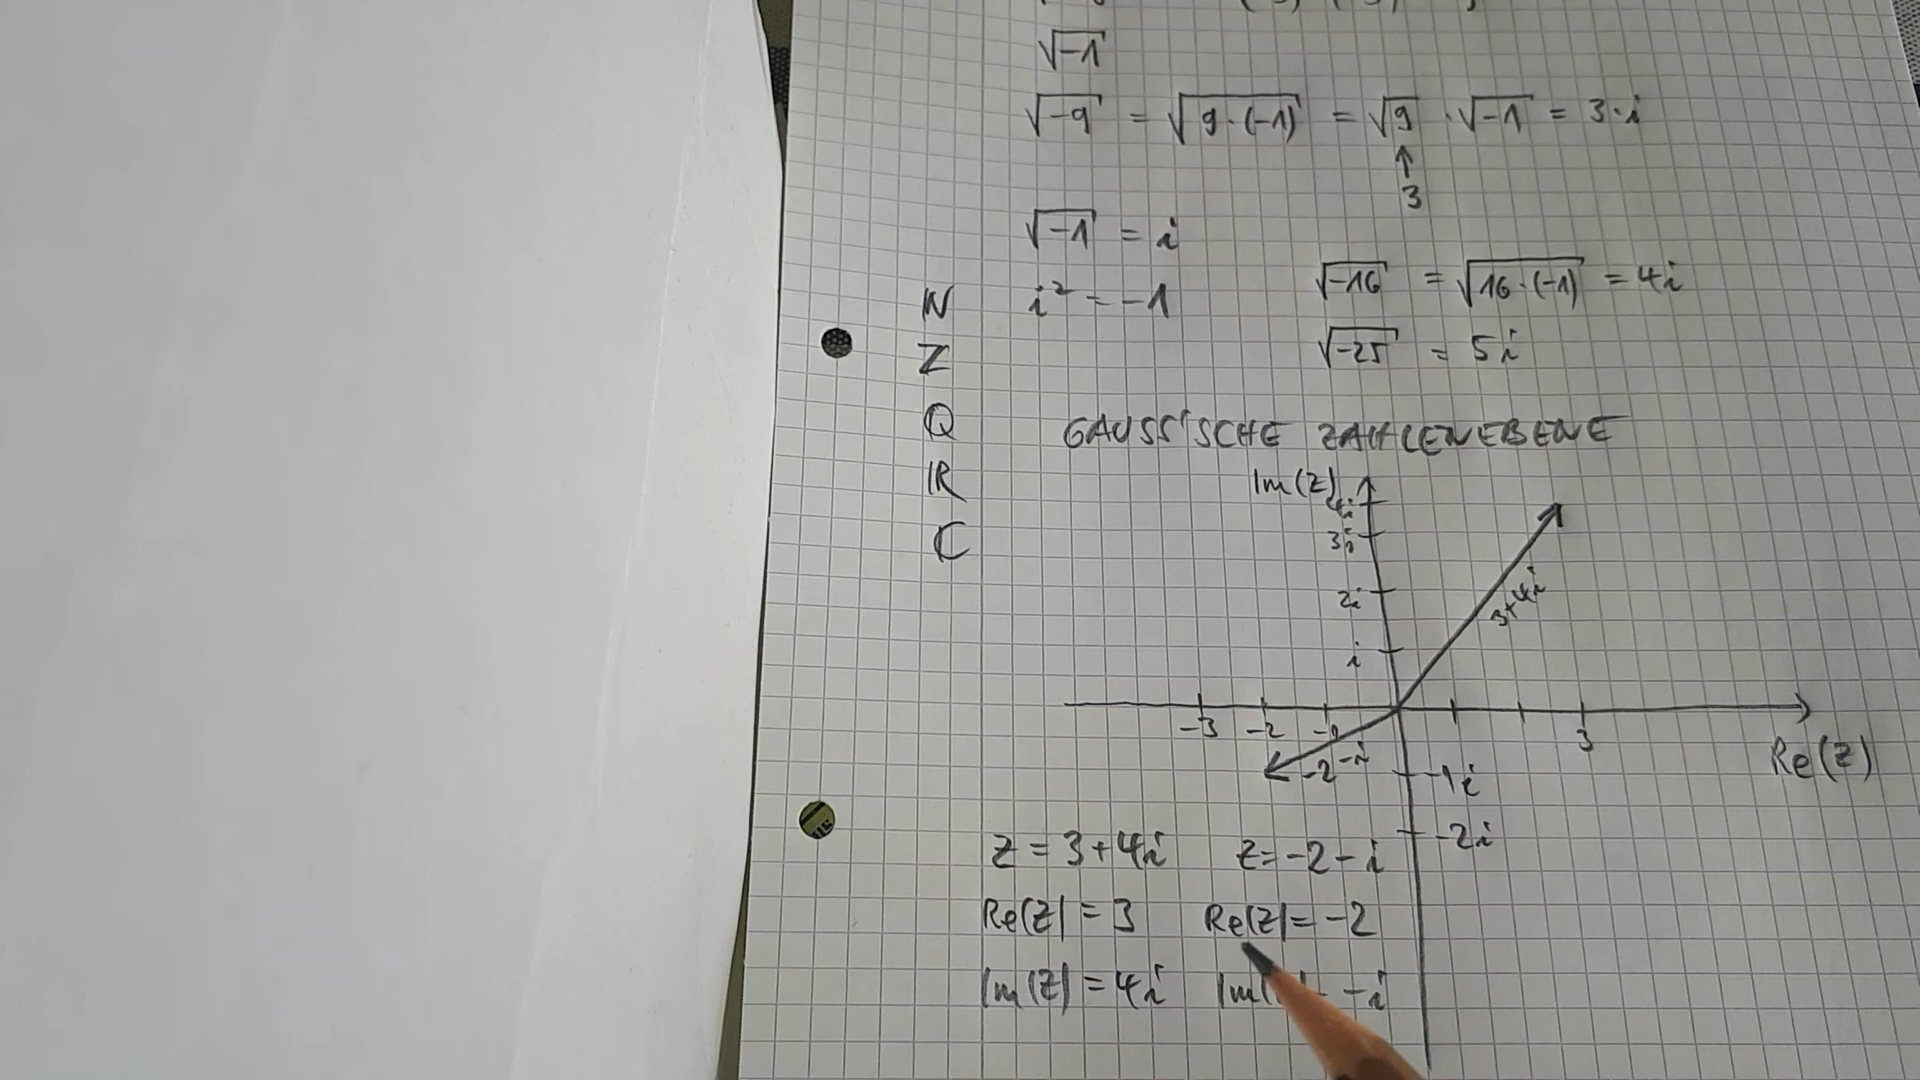 √-1
√-9 = √9·(-1) = √9 · √-1 = 3·i
↑
3
√-1 = i
i² = -1
√-16 = √16·(-1) = 4i
√-25 = 5i
N
Z
Q
R
C
GAUSS'SCHE ZAHLENEBENE
Im(z)
4i
3i
2i
i
3+4i
-3 -2 -1 3
Re(z)
-2-i
-1i
-2i
z = 3+4i z=-2-i
Re(z) = 3 Re(z)= -2
Im(z) = 4i Im( -i